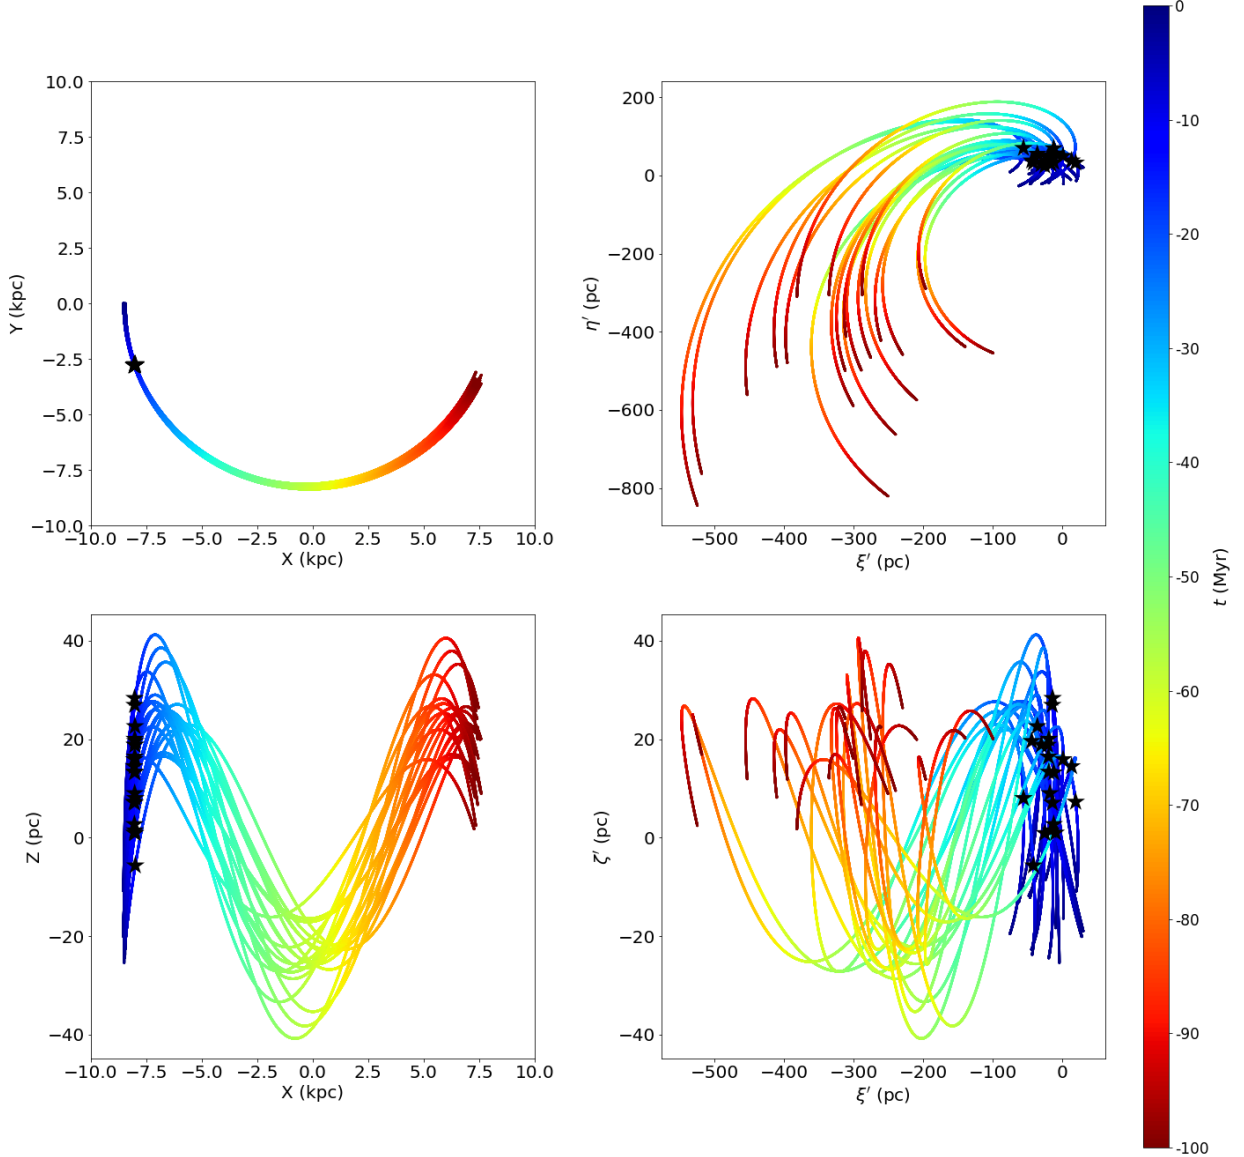 10.0
7.5
5.0
2.5
0.0
−2.5
−5.0
−7.5
−10.0
Y (kpc)
−10.0 −7.5 −5.0 −2.5 0.0 2.5 5.0 7.5 10.0
X (kpc)
200
0
−200
−400
−600
−800
η′ (pc)
−500 −400 −300 −200 −100 0
ξ′ (pc)
40
20
0
−20
−40
Z (pc)
−10.0 −7.5 −5.0 −2.5 0.0 2.5 5.0 7.5 10.0
X (kpc)
40
20
0
−20
−40
ζ′ (pc)
−500 −400 −300 −200 −100 0
ξ′ (pc)
0
-10
-20
-30
-40
-50
-60
-70
-80
-90
-100
t (Myr)